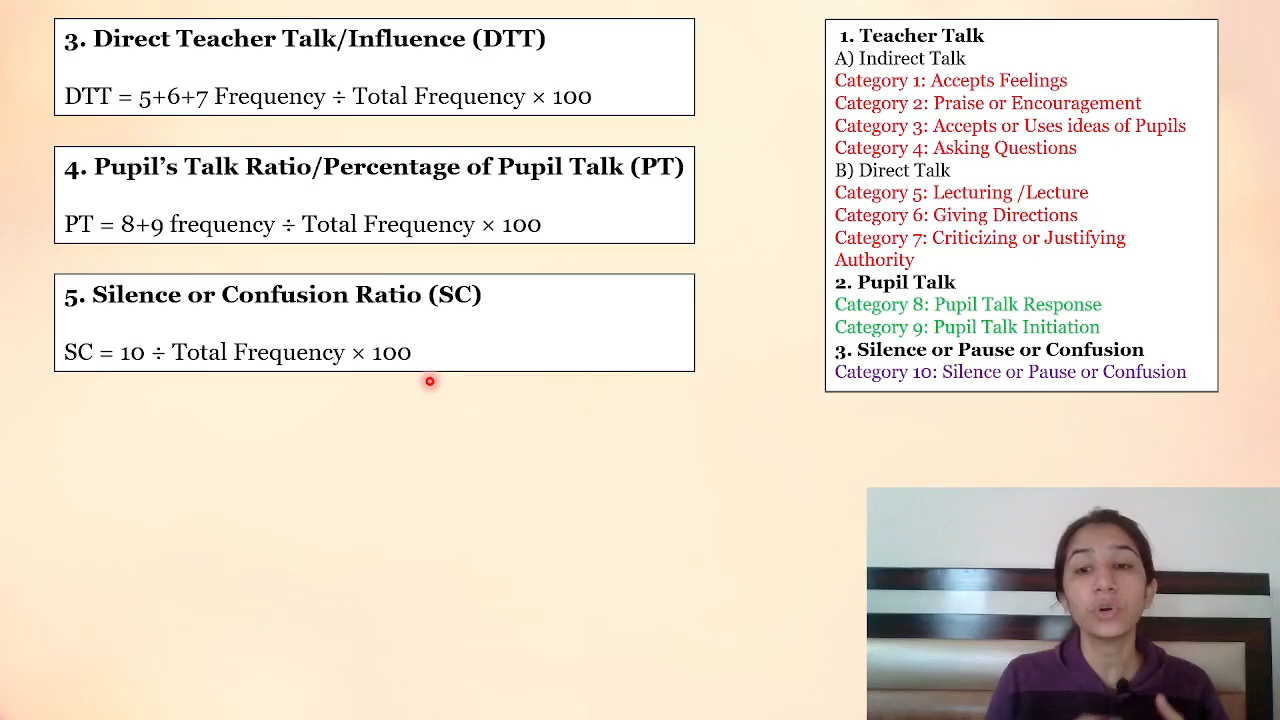 3. Direct Teacher Talk/Influence (DTT)
DTT = 5+6+7 Frequency ÷ Total Frequency × 100
4. Pupil's Talk Ratio/Percentage of Pupil Talk (PT)
PT = 8+9 frequency ÷ Total Frequency × 100
5. Silence or Confusion Ratio (SC)
SC = 10 ÷ Total Frequency × 100
1. Teacher Talk
A) Indirect Talk
Category 1: Accepts Feelings
Category 2: Praise or Encouragement
Category 3: Accepts or Uses ideas of Pupils
Category 4: Asking Questions
B) Direct Talk
Category 5: Lecturing /Lecture
Category 6: Giving Directions
Category 7: Criticizing or Justifying
Authority
2. Pupil Talk
Category 8: Pupil Talk Response
Category 9: Pupil Talk Initiation
3. Silence or Pause or Confusion
Category 10: Silence or Pause or Confusion